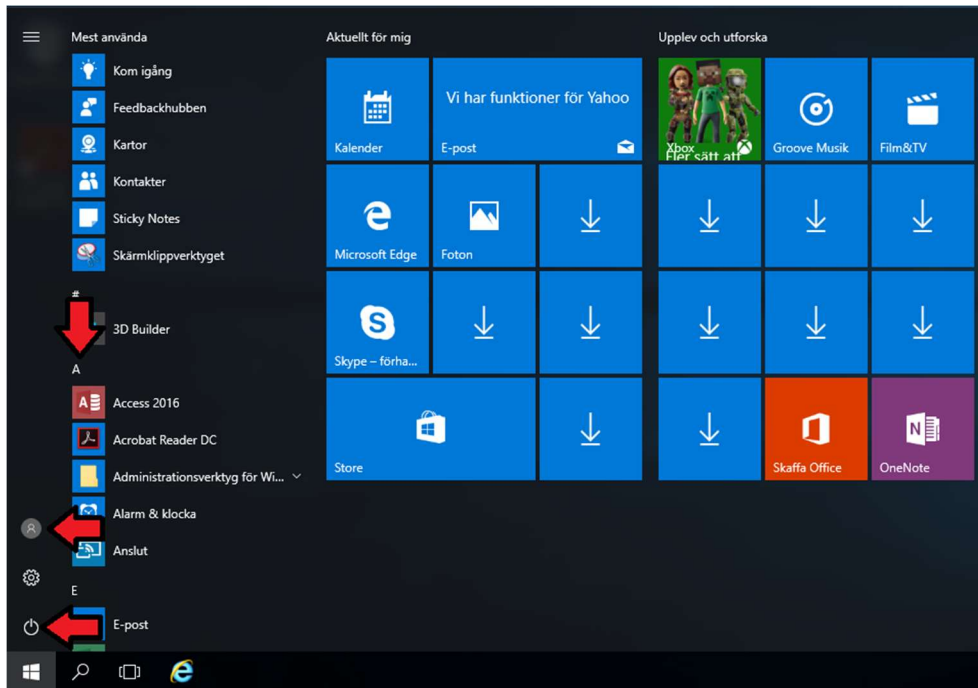 Mest använda
Kom igång
Feedbackhubben
Kartor
Kontakter
Sticky Notes
Skärmklippverktyget
#
3D Builder
A
Access 2016
Acrobat Reader DC
Administrationsverktyg för Wi...
Alarm & klocka
Anslut
E
E-post
Aktuellt för mig
Kalender
Vi har funktioner för Yahoo
E-post
Microsoft Edge
Foton
Skype – förha...
Store
Upplev och utforska
Xbox
Fler sätt att
Groove Musik
Film&TV
Skaffa Office
OneNote